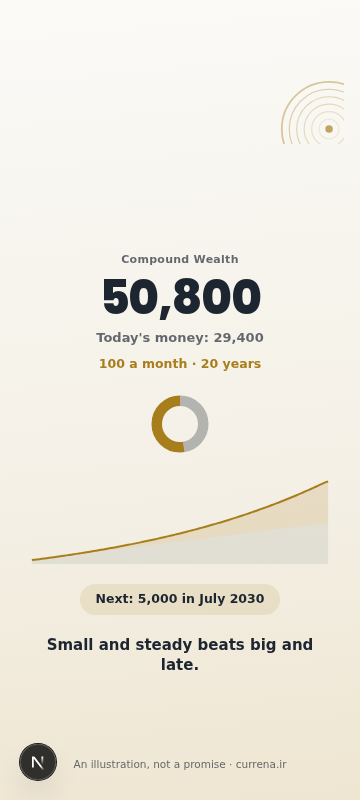 Compound Wealth
50,800
Today's money: 29,400
100 a month · 20 years
Next: 5,000 in July 2030
Small and steady beats big and
late.
N
An illustration, not a promise · currena.ir